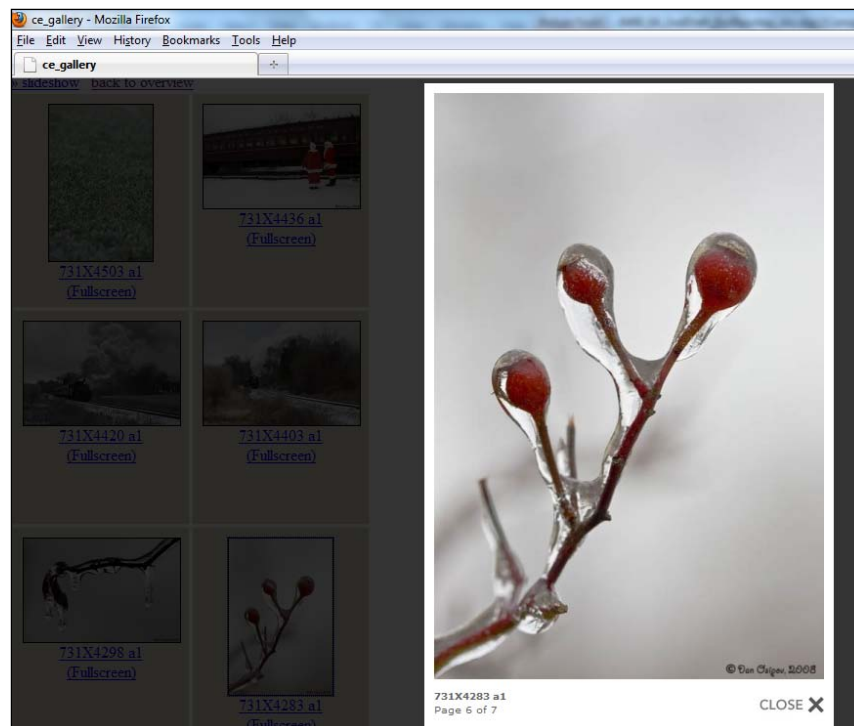 ce_gallery - Mozilla Firefox
File Edit View History Bookmarks Tools Help
ce_gallery
» slideshow back to overview
731X4503 a1
(Fullscreen)
731X4436 a1
(Fullscreen)
731X4420 a1
(Fullscreen)
731X4403 a1
(Fullscreen)
731X4298 a1
(Fullscreen)
731X4283 a1
(Fullscreen)
© Dan Osipov, 2008
731X4283 a1
Page 6 of 7
CLOSE